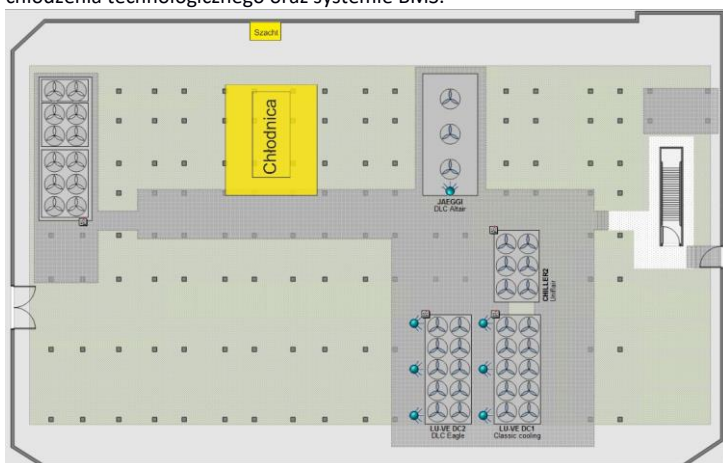 chłodzenia technologicznego oraz systemie BMS.
Szacht
Chłodnica
JAEGGI
DLC Altair
CHILLER2
Uniflair
LU-VE DC2
DLC Eagle
LU-VE DC1
Classic cooling